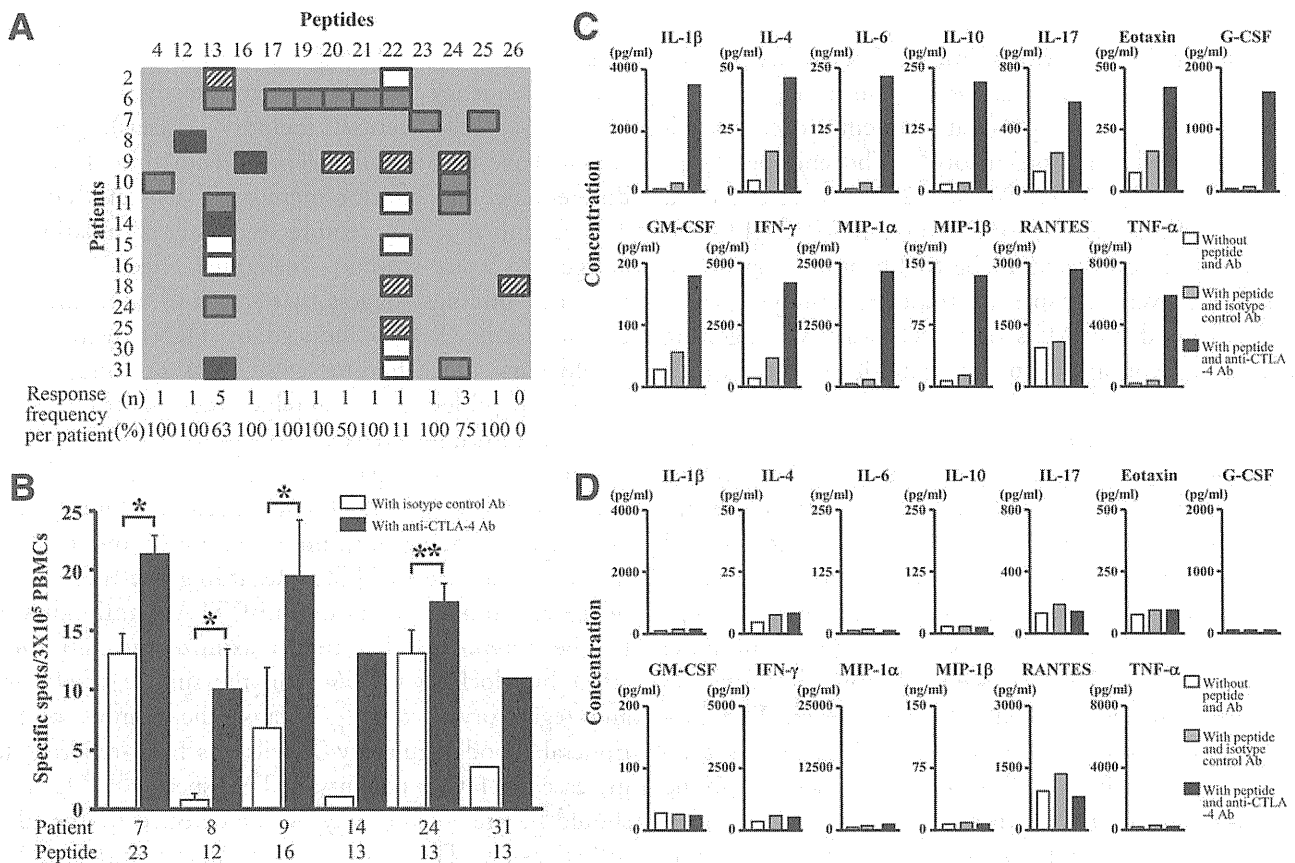 A
Peptides
4 12 13 16 17 19 20 21 22 23 24 25 26
Patients
2
6
7
8
9
10
11
14
15
16
18
24
25
30
31
Response frequency per patient
(n) 1 1 5 1 1 1 1 1 1 1 3 1 0
(%) 100 100 63 100 100 100 50 100 11 100 75 100 0
B
Specific spots/3X10⁵ PBMCs
25
20
15
10
5
0
With isotype control Ab
With anti-CTLA-4 Ab
* * * **
Patient 7 8 9 14 24 31
Peptide 23 12 16 13 13 13
C
Concentration
IL-1β IL-4 IL-6 IL-10 IL-17 Eotaxin G-CSF
(pg/ml) (pg/ml) (ng/ml) (pg/ml) (pg/ml) (pg/ml) (pg/ml)
4000 50 250 250 800 500 2000
2000 25 125 125 400 250 1000
0 0 0 0 0 0 0
GM-CSF IFN-γ MIP-1α MIP-1β RANTES TNF-α
(pg/ml) (pg/ml) (pg/ml) (ng/ml) (pg/ml) (pg/ml)
200 5000 25000 150 3000 8000
100 2500 12500 75 1500 4000
0 0 0 0 0 0
Without peptide and Ab
With peptide and isotype control Ab
With peptide and anti-CTLA-4 Ab
D
Concentration
IL-1β IL-4 IL-6 IL-10 IL-17 Eotaxin G-CSF
(pg/ml) (pg/ml) (ng/ml) (pg/ml) (pg/ml) (pg/ml) (pg/ml)
4000 50 250 250 800 500 2000
2000 25 125 125 400 250 1000
0 0 0 0 0 0 0
GM-CSF IFN-γ MIP-1α MIP-1β RANTES TNF-α
(pg/ml) (pg/ml) (pg/ml) (ng/ml) (pg/ml) (pg/ml)
200 5000 25000 150 3000 8000
100 2500 12500 75 1500 4000
0 0 0 0 0 0
Without peptide and Ab
With peptide and isotype control Ab
With peptide and anti-CTLA-4 Ab